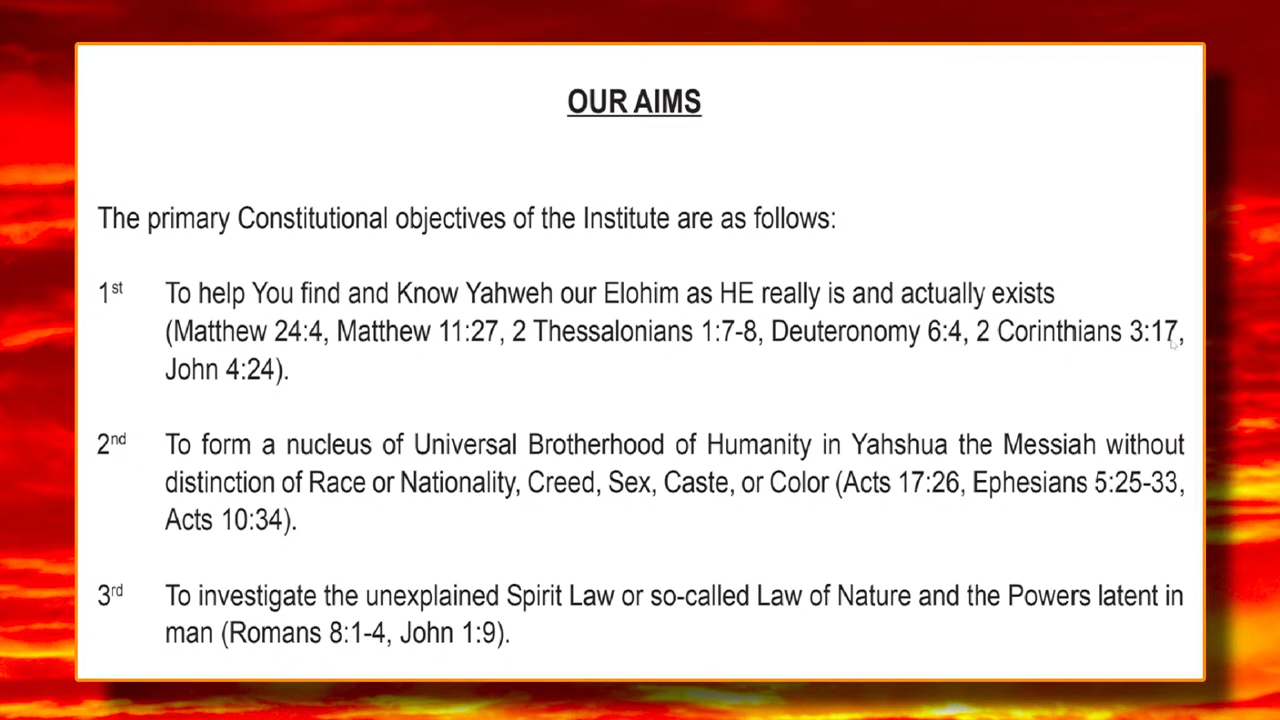 OUR AIMS
The primary Constitutional objectives of the Institute are as follows:
1st To help You find and Know Yahweh our Elohim as HE really is and actually exists
(Matthew 24:4, Matthew 11:27, 2 Thessalonians 1:7-8, Deuteronomy 6:4, 2 Corinthians 3:17,
John 4:24).
2nd To form a nucleus of Universal Brotherhood of Humanity in Yahshua the Messiah without
distinction of Race or Nationality, Creed, Sex, Caste, or Color (Acts 17:26, Ephesians 5:25-33,
Acts 10:34).
3rd To investigate the unexplained Spirit Law or so-called Law of Nature and the Powers latent in
man (Romans 8:1-4, John 1:9).